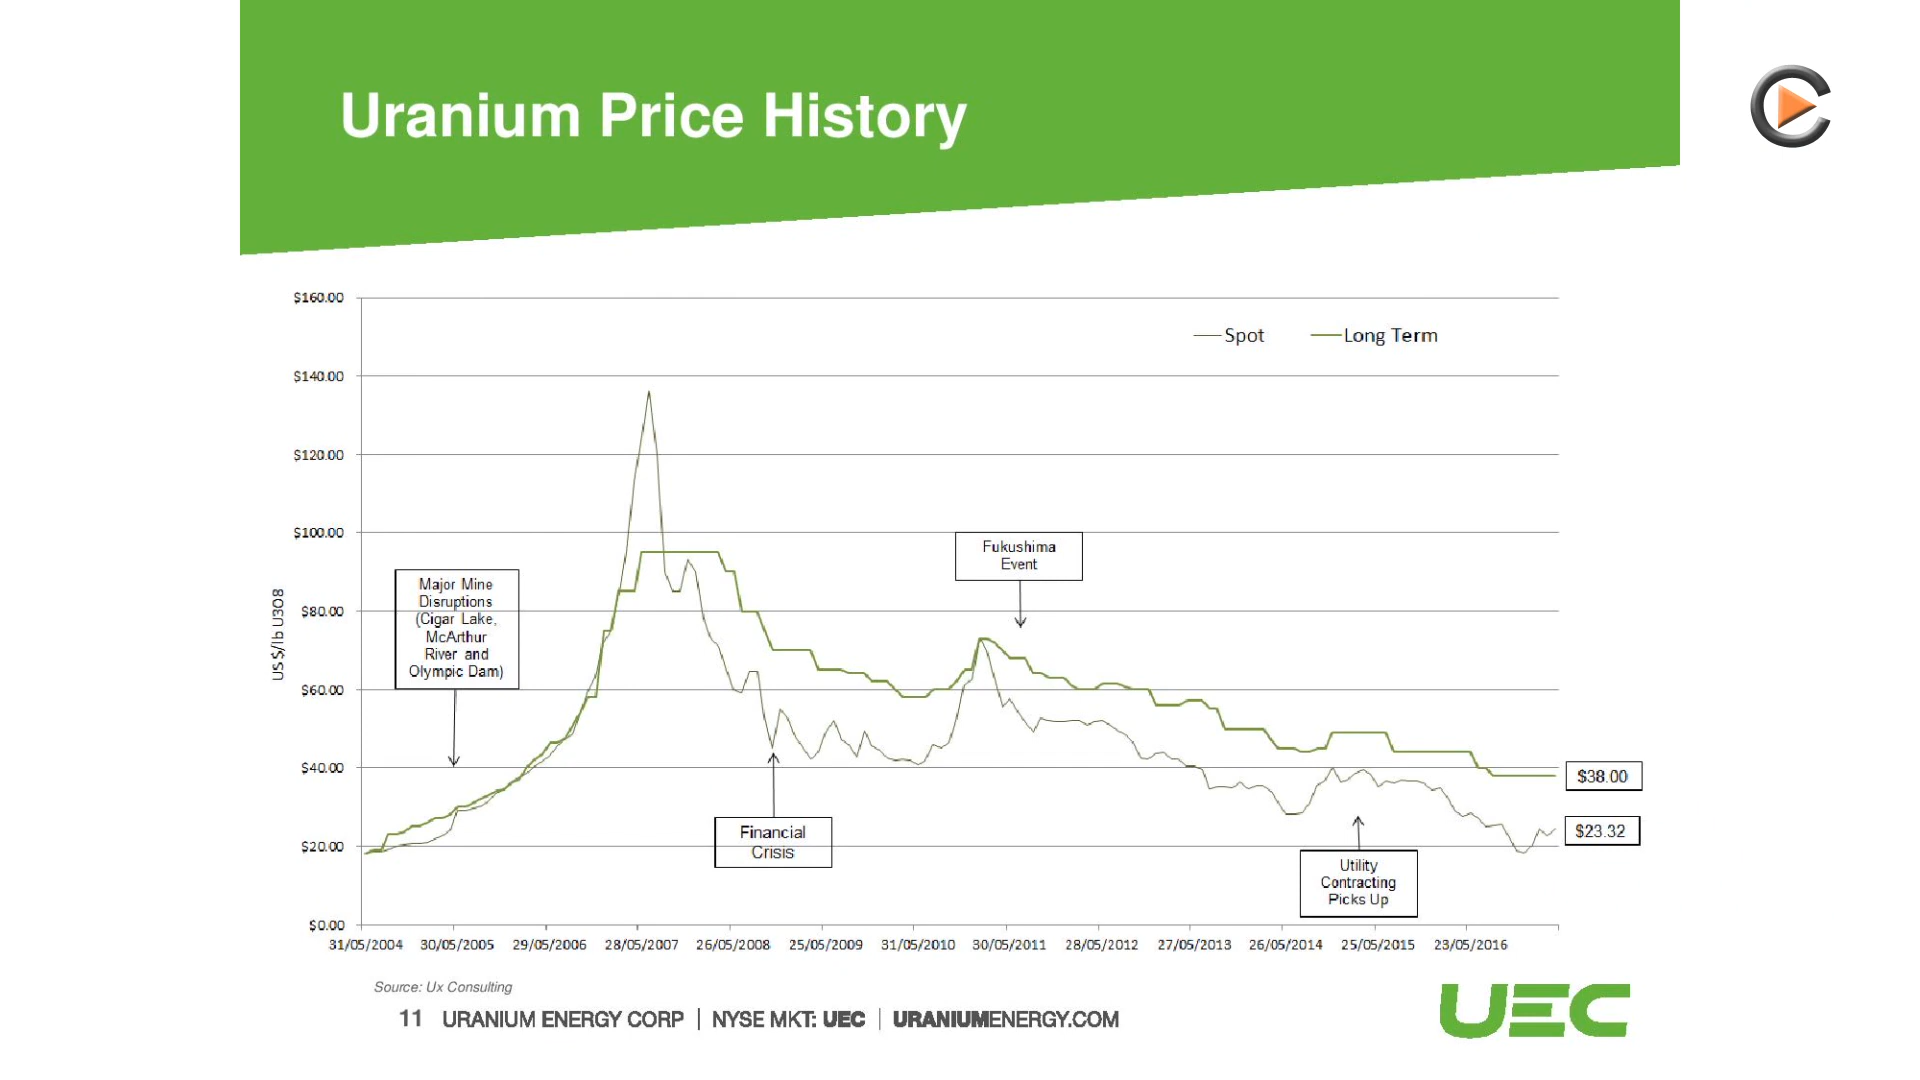 Uranium Price History
$160.00
$140.00
$120.00
$100.00
$80.00
$60.00
$40.00
$20.00
$0.00
US$/lb U3O8
Spot
Long Term
Major Mine
Disruptions
(Cigar Lake,
McArthur
River and
Olympic Dam)
Financial
Crisis
Fukushima
Event
Utility
Contracting
Picks Up
$38.00
$23.32
31/05/2004 30/05/2005 29/05/2006 28/05/2007 26/05/2008 25/05/2009 31/05/2010 30/05/2011 28/05/2012 27/05/2013 26/05/2014 25/05/2015 23/05/2016
Source: Ux Consulting
11 URANIUM ENERGY CORP | NYSE MKT: UEC | URANIUMENERGY.COM
UEC